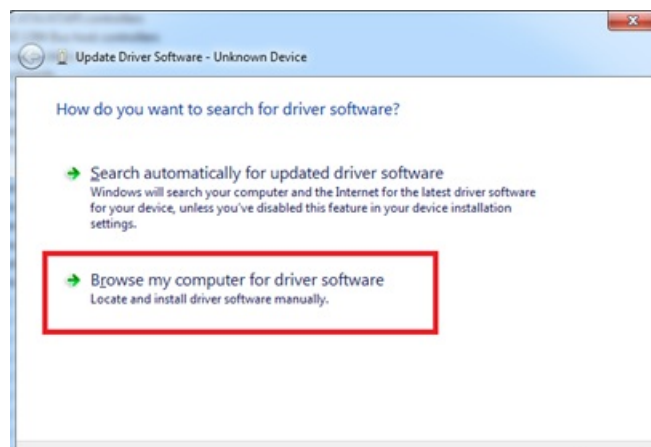 Update Driver Software - Unknown Device
How do you want to search for driver software?
Search automatically for updated driver software
Windows will search your computer and the Internet for the latest driver software
for your device, unless you've disabled this feature in your device installation
settings.
Browse my computer for driver software
Locate and install driver software manually.